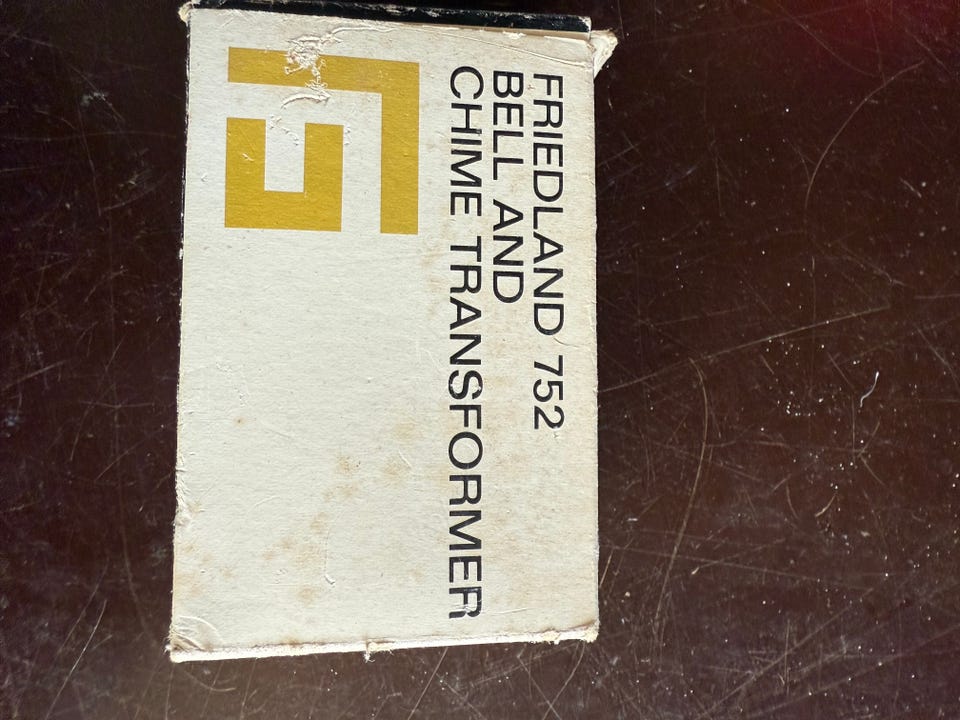 FRIEDLAND 752
BELL AND
CHIME TRANSFORMER